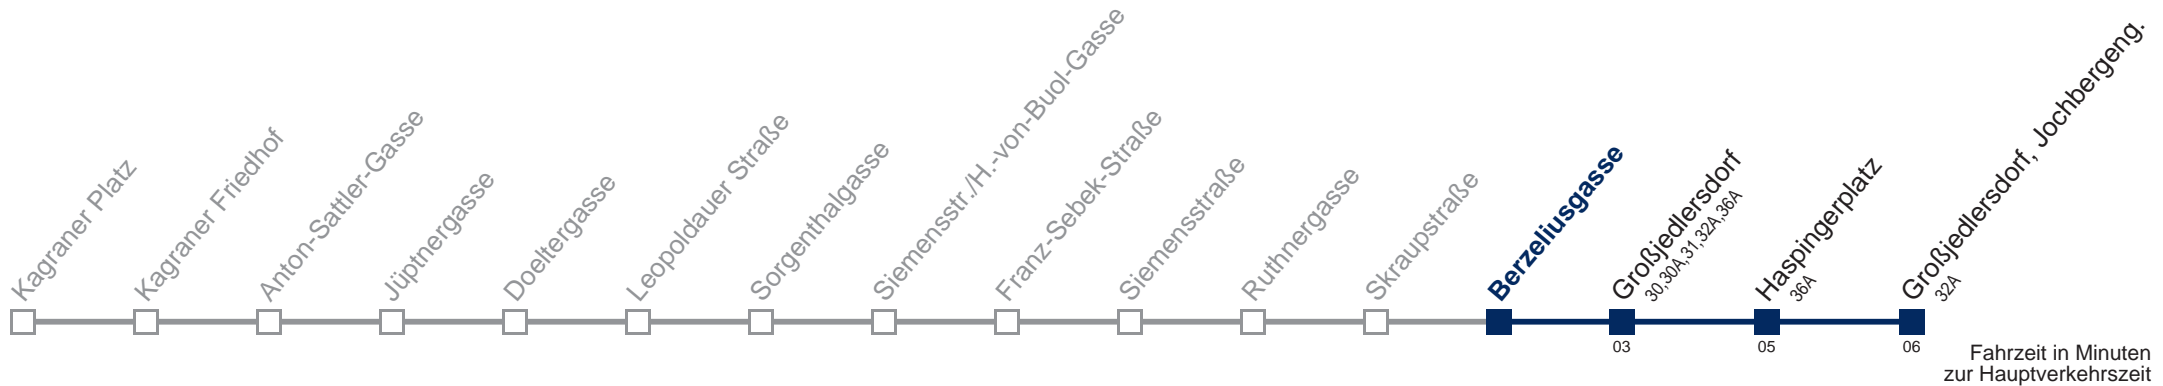 Kagraner Platz
Kagraner Friedhof
Anton-Sattler-Gasse
Jüptnergasse
Doeltergasse
Leopoldauer Straße
Sorgenthalgasse
Siemensstr./H.-von-Buol-Gasse
Franz-Sebek-Straße
Siemensstraße
Ruthnergasse
Skraupstraße
Berzeliusgasse
Großjedlersdorf
30,30A,31,32A,36A
Haspingerplatz
36A
Großjedlersdorf, Jochbergeng.
32A
03
05
06
Fahrzeit in Minuten
zur Hauptverkehrszeit